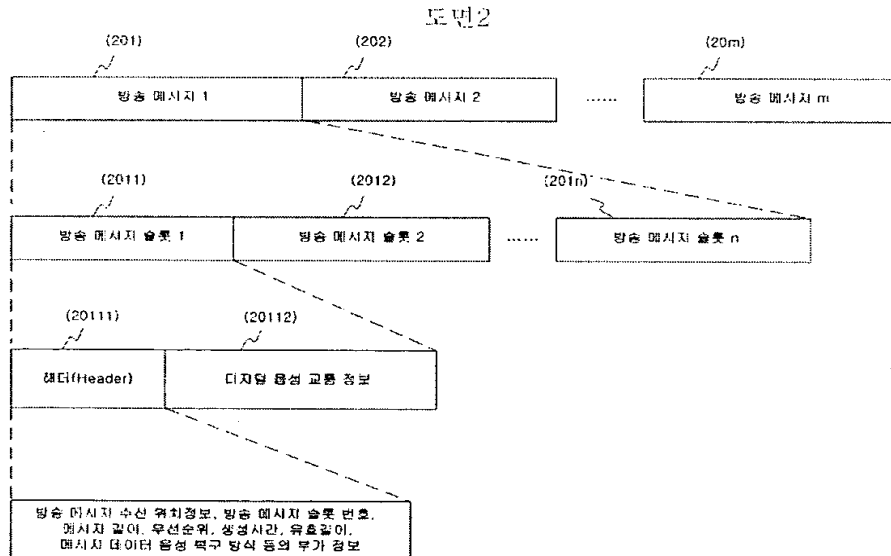 도면2
(201)
(202)
(20m)
방송 메시지 1
방송 메시지 2
......
방송 메시지 m
(2011)
(2012)
(201n)
방송 메시지 슬롯 1
방송 메시지 슬롯 2
......
방송 메시지 슬롯 n
(20111)
(20112)
헤더(Header)
디지털 음성 교통 정보
방송 메시지 수신 위치정보, 방송 메시지 슬롯 번호,
메시지 길이, 우선순위, 생성시간, 유효길이,
메시지 데이터 음성 복구 방식 등의 부가 정보